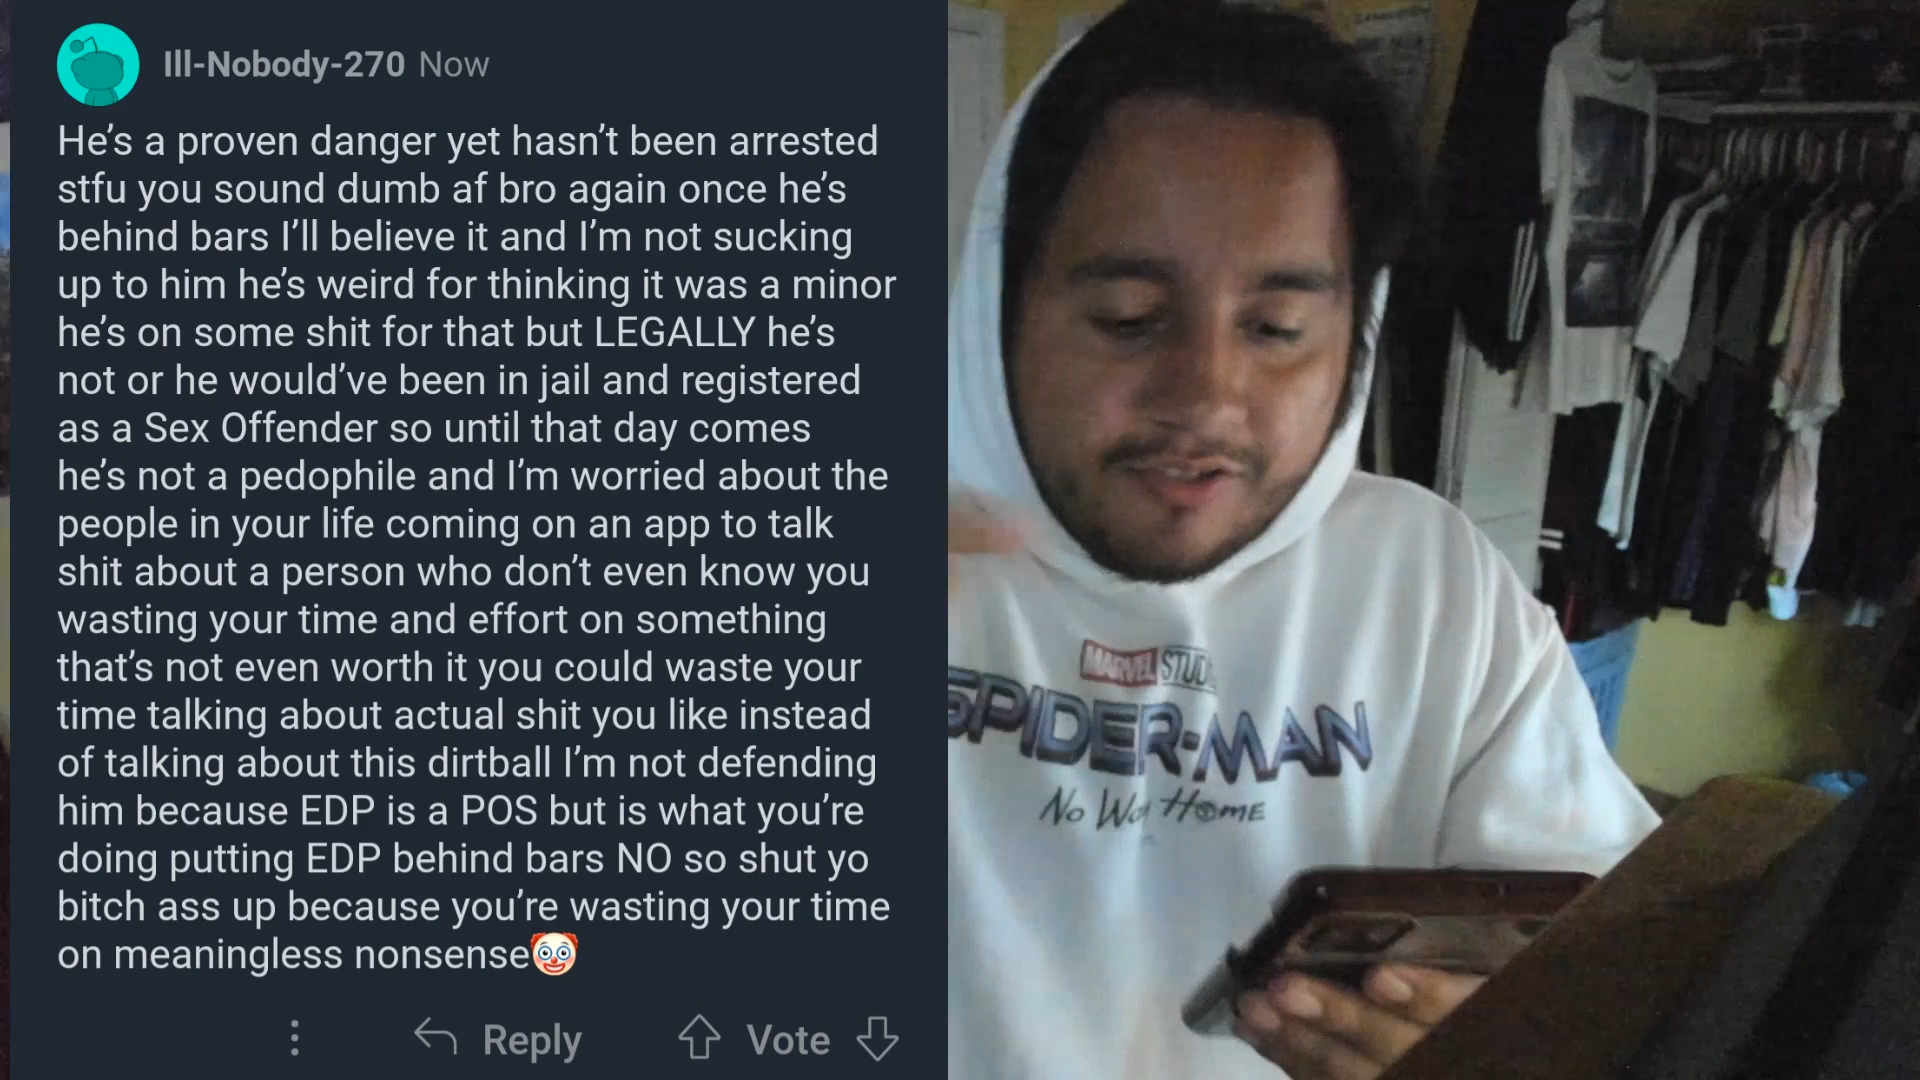 Ill-Nobody-270 Now
He's a proven danger yet hasn't been arrested
stfu you sound dumb af bro again once he's
behind bars I'll believe it and I'm not sucking
up to him he's weird for thinking it was a minor
he's on some shit for that but LEGALLY he's
not or he would've been in jail and registered
as a Sex Offender so until that day comes
he's not a pedophile and I'm worried about the
people in your life coming on an app to talk
shit about a person who don't even know you
wasting your time and effort on something
that's not even worth it you could waste your
time talking about actual shit you like instead
of talking about this dirtball I'm not defending
him because EDP is a POS but is what you're
doing putting EDP behind bars NO so shut yo
bitch ass up because you're wasting your time
on meaningless nonsense🤡
Reply
Vote
MARVEL STUD
SPIDER-MAN
NO WAY HOME